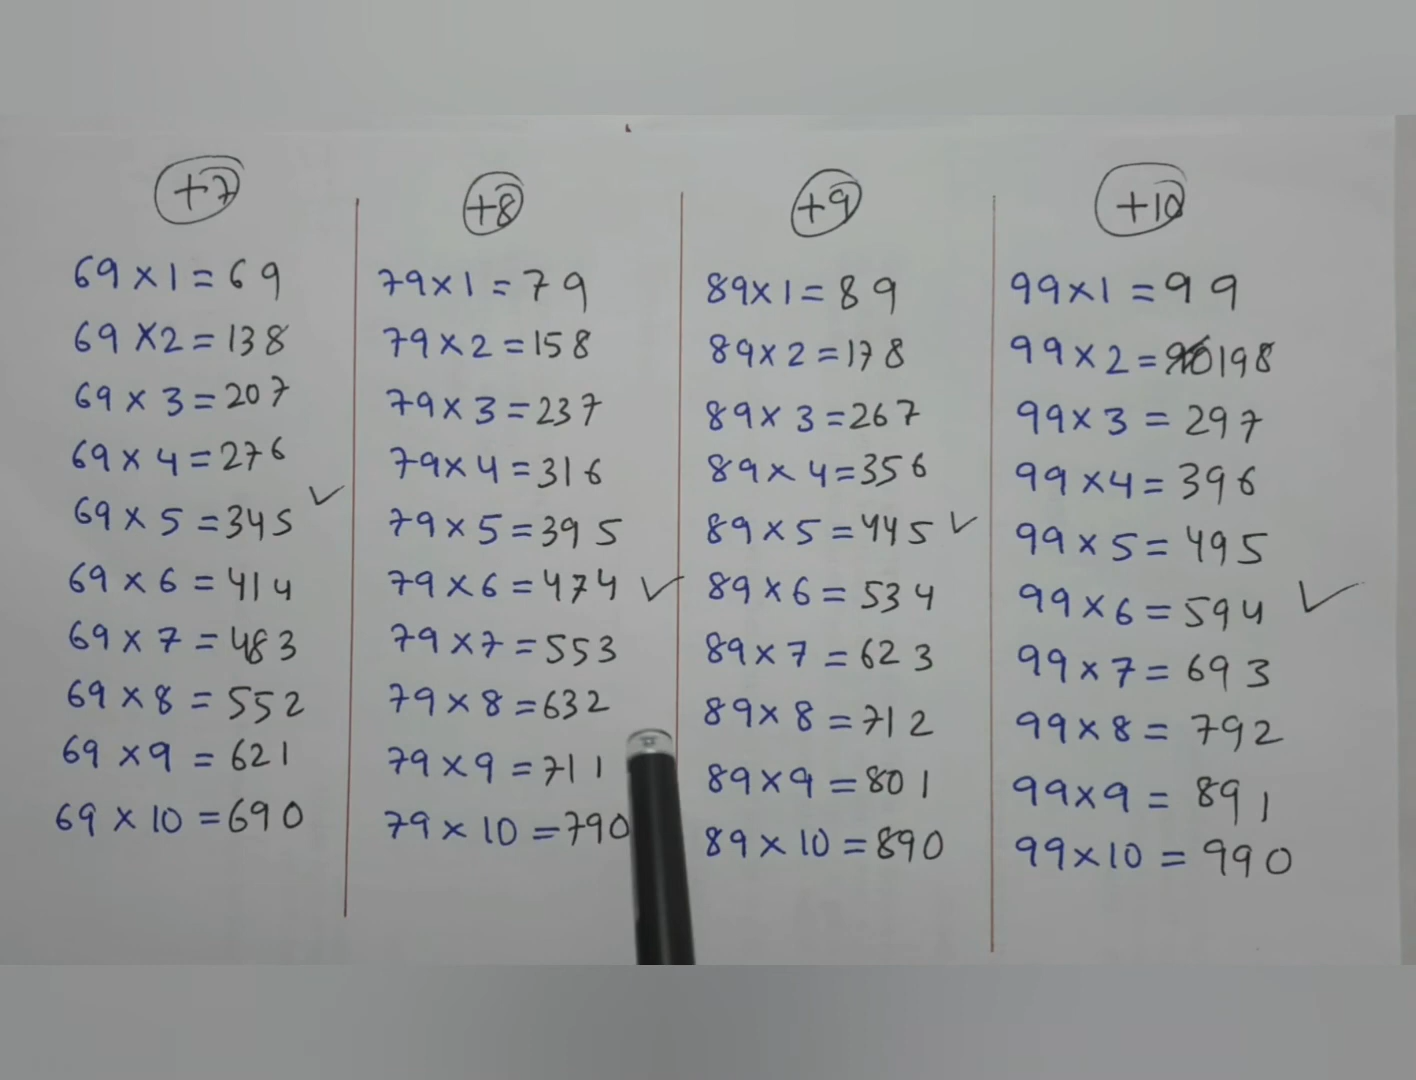 +7
69 × 1 = 69
69 × 2 = 138
69 × 3 = 207
69 × 4 = 276
69 × 5 = 345 ✓
69 × 6 = 414
69 × 7 = 483
69 × 8 = 552
69 × 9 = 621
69 × 10 = 690
+8
79 × 1 = 79
79 × 2 = 158
79 × 3 = 237
79 × 4 = 316
79 × 5 = 395
79 × 6 = 474 ✓
79 × 7 = 553
79 × 8 = 632
79 × 9 = 711
79 × 10 = 790
+9
89 × 1 = 89
89 × 2 = 178
89 × 3 = 267
89 × 4 = 356
89 × 5 = 445 ✓
89 × 6 = 534
89 × 7 = 623
89 × 8 = 712
89 × 9 = 801
89 × 10 = 890
+10
99 × 1 = 99
99 × 2 = 198
99 × 3 = 297
99 × 4 = 396
99 × 5 = 495
99 × 6 = 594 ✓
99 × 7 = 693
99 × 8 = 792
99 × 9 = 891
99 × 10 = 990